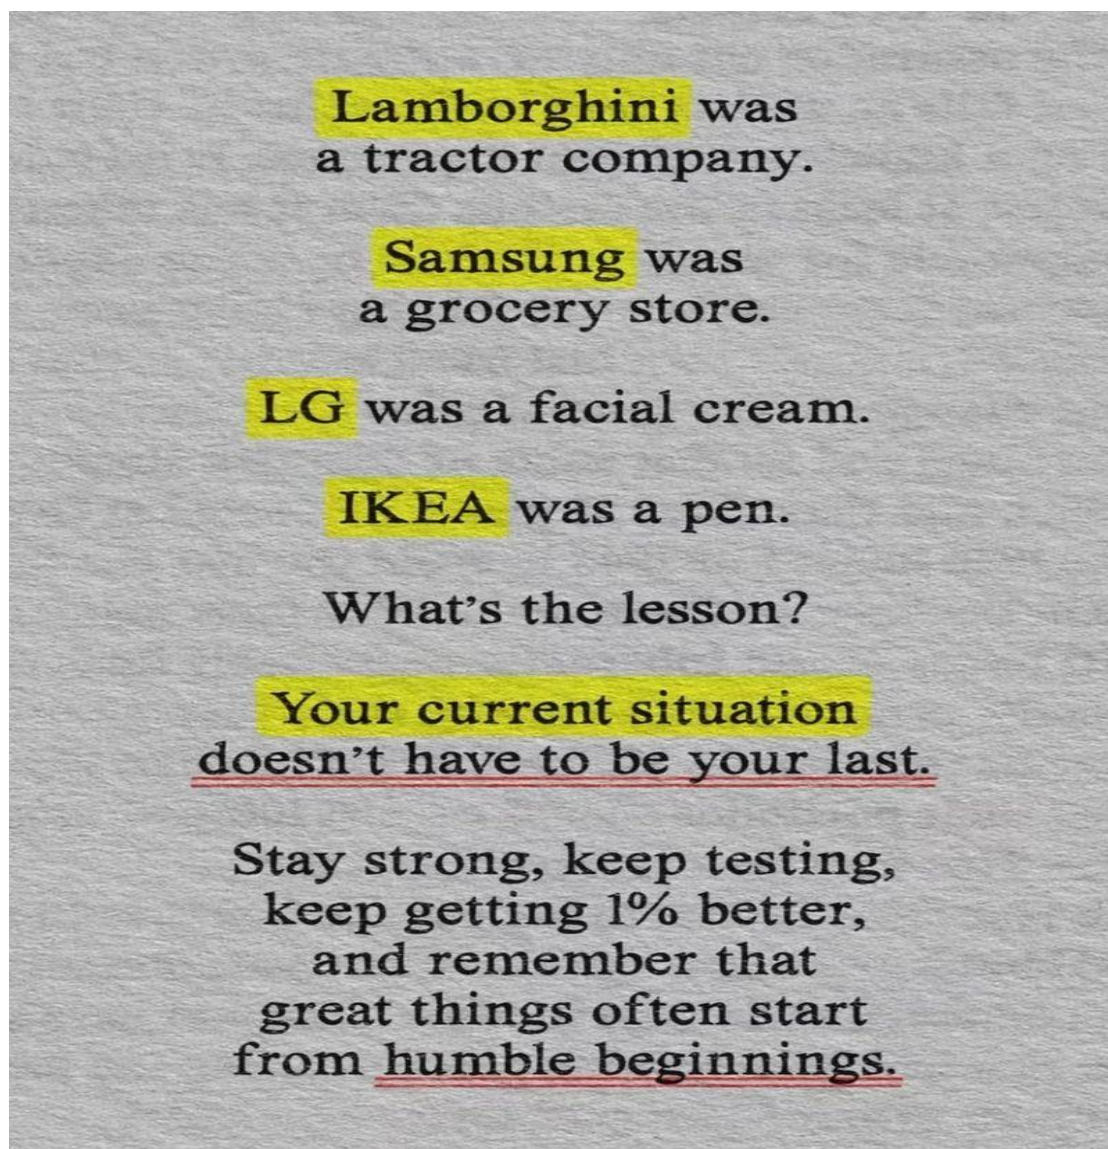 Lamborghini was
a tractor company.
Samsung was
a grocery store.
LG was a facial cream.
IKEA was a pen.
What’s the lesson?
Your current situation
doesn’t have to be your last.
Stay strong, keep testing,
keep getting 1% better,
and remember that
great things often start
from humble beginnings.